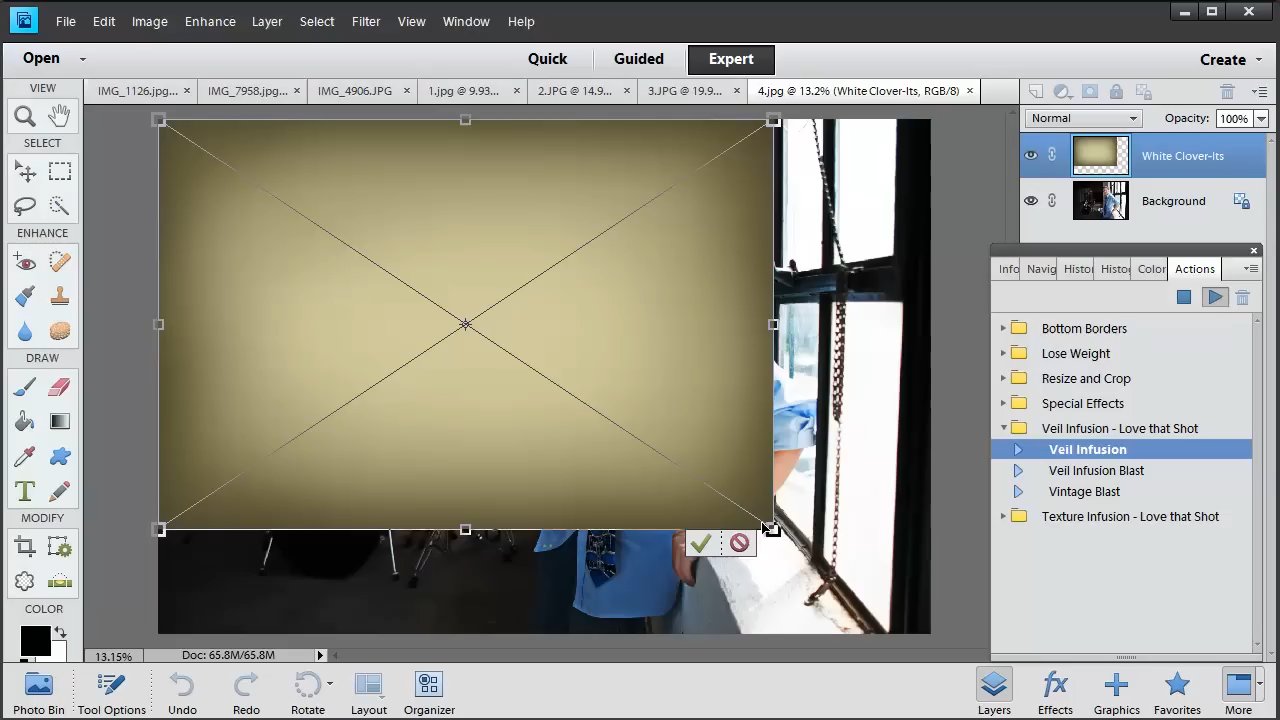 File Edit Image Enhance Layer Select Filter View Window Help
Open Quick Guided Expert Create
VIEW IMG_1126.jpg... × IMG_7958.jpg... × IMG_4906.JPG × 1.jpg @ 9.93... × 2.JPG @ 14.9... × 3.JPG @ 19.9... × 4.jpg @ 13.2% (White Clover-Its, RGB/8) ×
Normal Opacity: 100%
SELECT
White Clover-Its
Background
ENHANCE
Info Navig Histo Histo Color Actions
Bottom Borders
Lose Weight
DRAW
Resize and Crop
Special Effects
Veil Infusion - Love that Shot
Veil Infusion
Veil Infusion Blast
Vintage Blast
MODIFY
Texture Infusion - Love that Shot
COLOR
13.15% Doc: 65.8M/65.8M
Photo Bin Tool Options Undo Redo Rotate Layout Organizer Layers Effects Graphics Favorites More